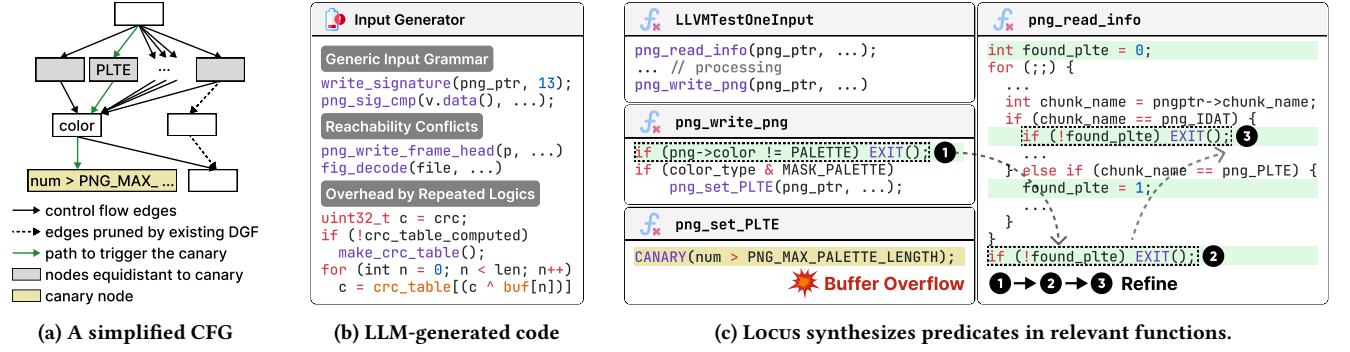 PLTE
...
color
num > PNG_MAX_ ...
control flow edges
edges pruned by existing DGF
path to trigger the canary
nodes equidistant to canary
canary node
(a) A simplified CFG
Input Generator
Generic Input Grammar
write_signature(png_ptr, 13);
png_sig_cmp(v.data(), ...);
Reachability Conflicts
png_write_frame_head(p, ...)
fig_decode(file, ...)
Overhead by Repeated Logics
uint32_t c = crc;
if (!crc_table_computed)
make_crc_table();
for (int n = 0; n < len; n++)
c = crc_table[(c ^ buf[n])]
(b) LLM-generated code
LLVMTestOneInput
png_read_info(png_ptr, ...);
... // processing
png_write_png(png_ptr, ...)
png_write_png
if (png->color != PALETTE) EXIT(); 1
if (color_type & MASK_PALETTE)
png_set_PLTE(png_ptr, ...);
png_set_PLTE
CANARY(num > PNG_MAX_PALETTE_LENGTH);
Buffer Overflow
png_read_info
int found_plte = 0;
for (;;) {
...
int chunk_name = pngptr->chunk_name;
if (chunk_name == png_IDAT) {
if (!found_plte) EXIT(); 3
...
} else if (chunk_name == png_PLTE) {
found_plte = 1;
...
}
}
if (!found_plte) EXIT(); 2
1 → 2 → 3 Refine
(c) Locus synthesizes predicates in relevant functions.